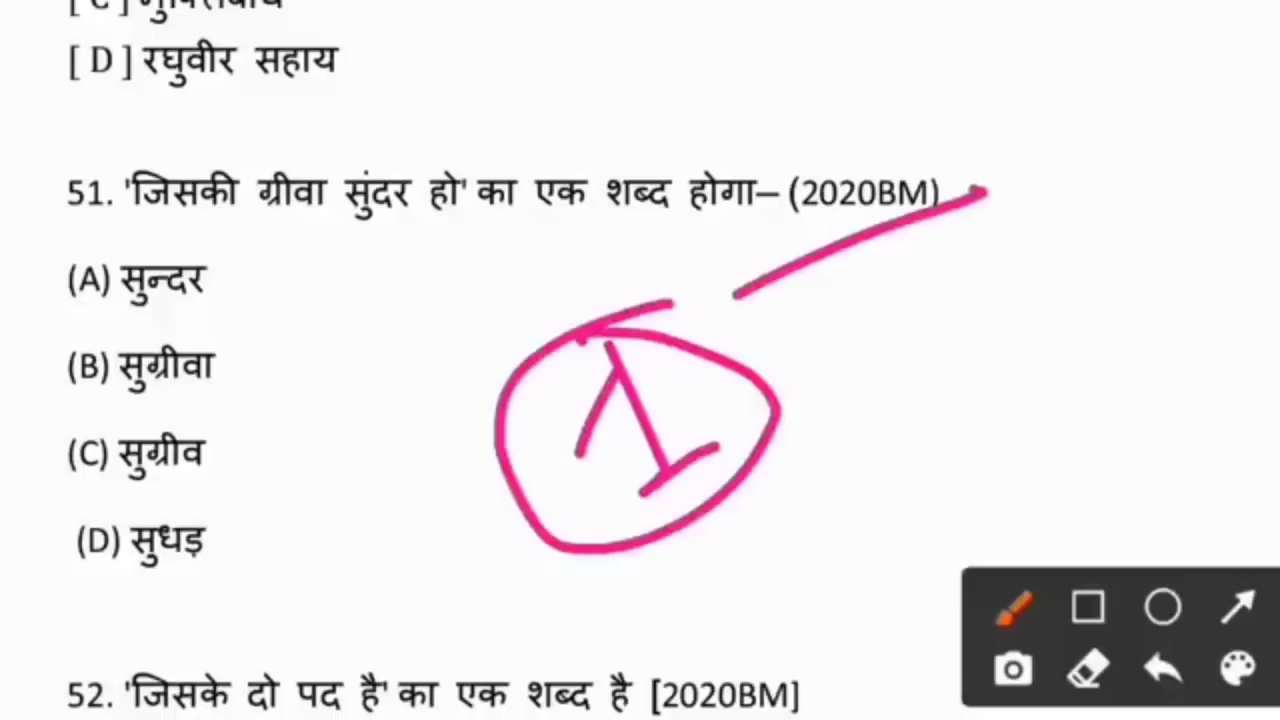 [ D ] रघुवीर सहाय
51. 'जिसकी ग्रीवा सुंदर हो' का एक शब्द होगा– (2020BM)
(A) सुन्दर
(B) सुग्रीवा
(C) सुग्रीव
(D) सुधड़
52. 'जिसके दो पद है' का एक शब्द है [2020BM]